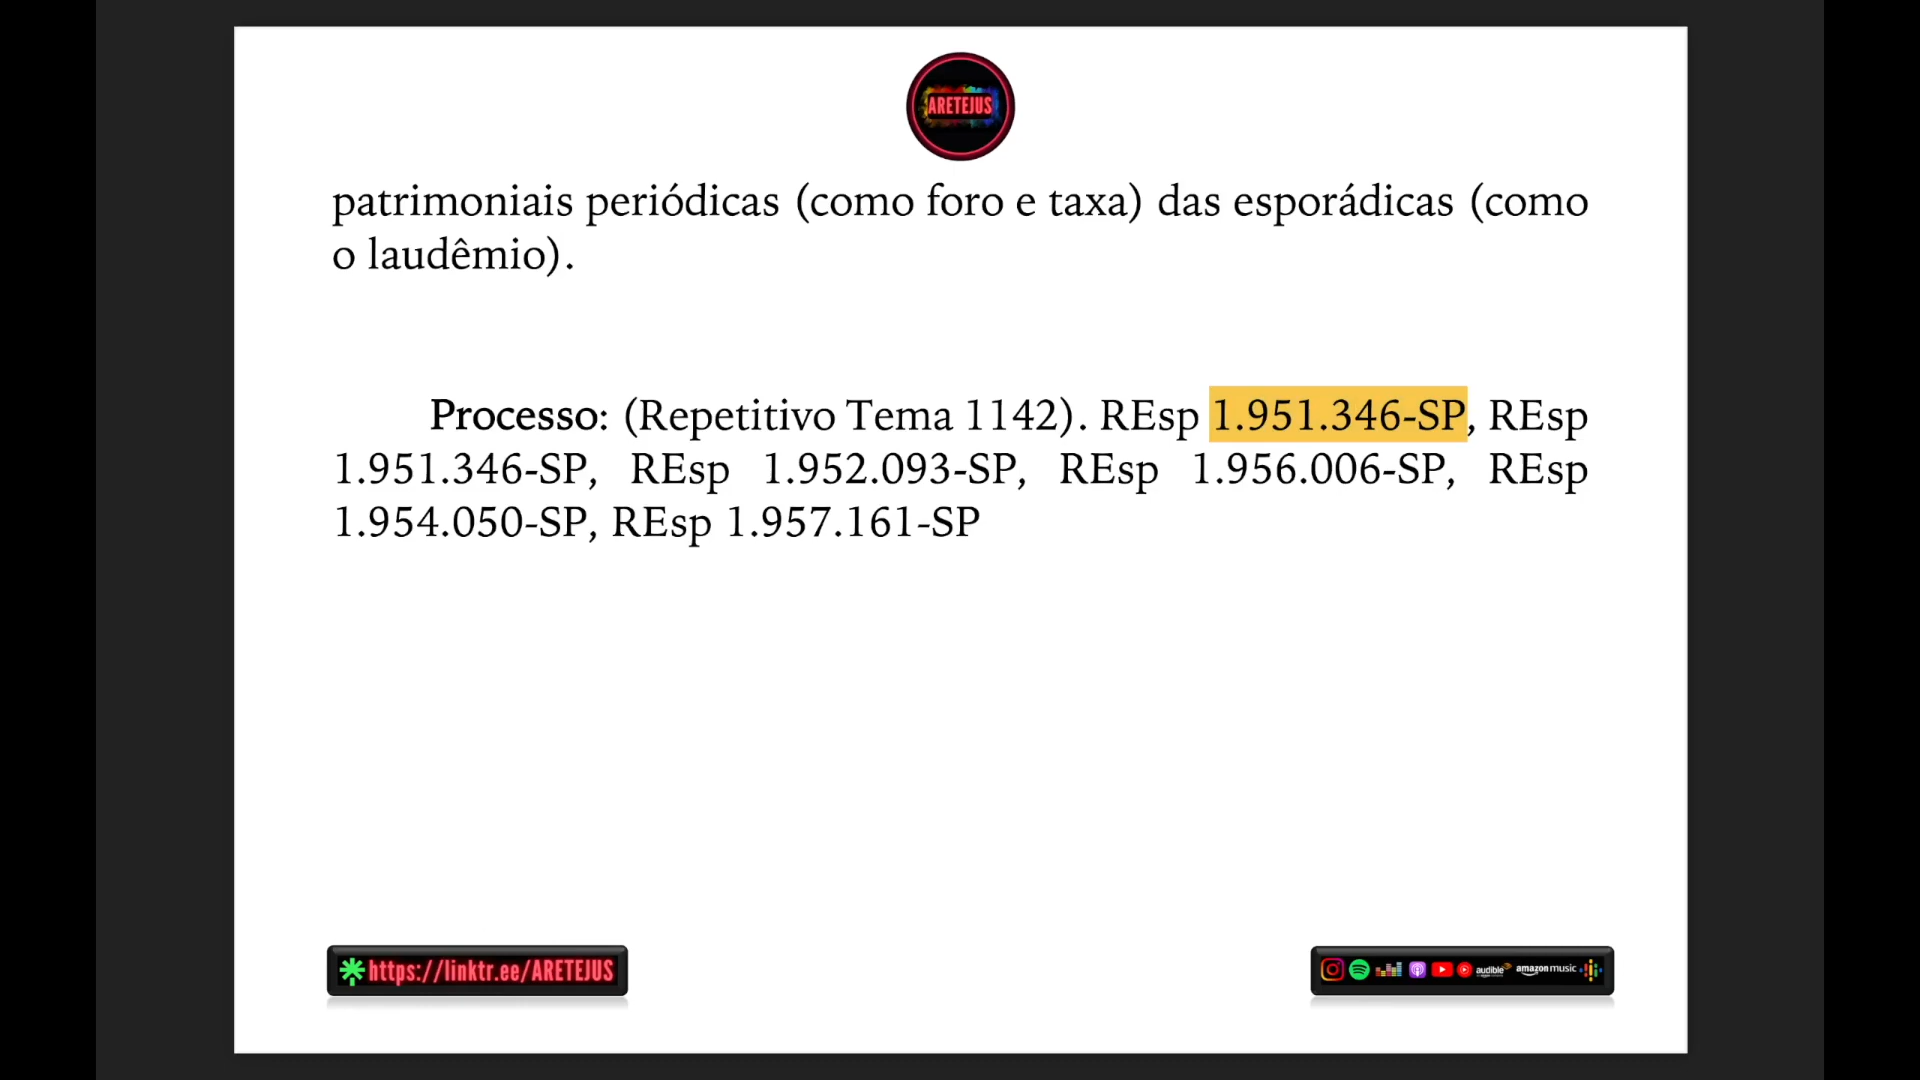 ARETEJUS
patrimoniais periódicas (como foro e taxa) das esporádicas (como
o laudêmio).
Processo: (Repetitivo Tema 1142). REsp 1.951.346-SP, REsp
1.951.346-SP, REsp 1.952.093-SP, REsp 1.956.006-SP, REsp
1.954.050-SP, REsp 1.957.161-SP
https://linktr.ee/ARETEJUS
audible amazon music